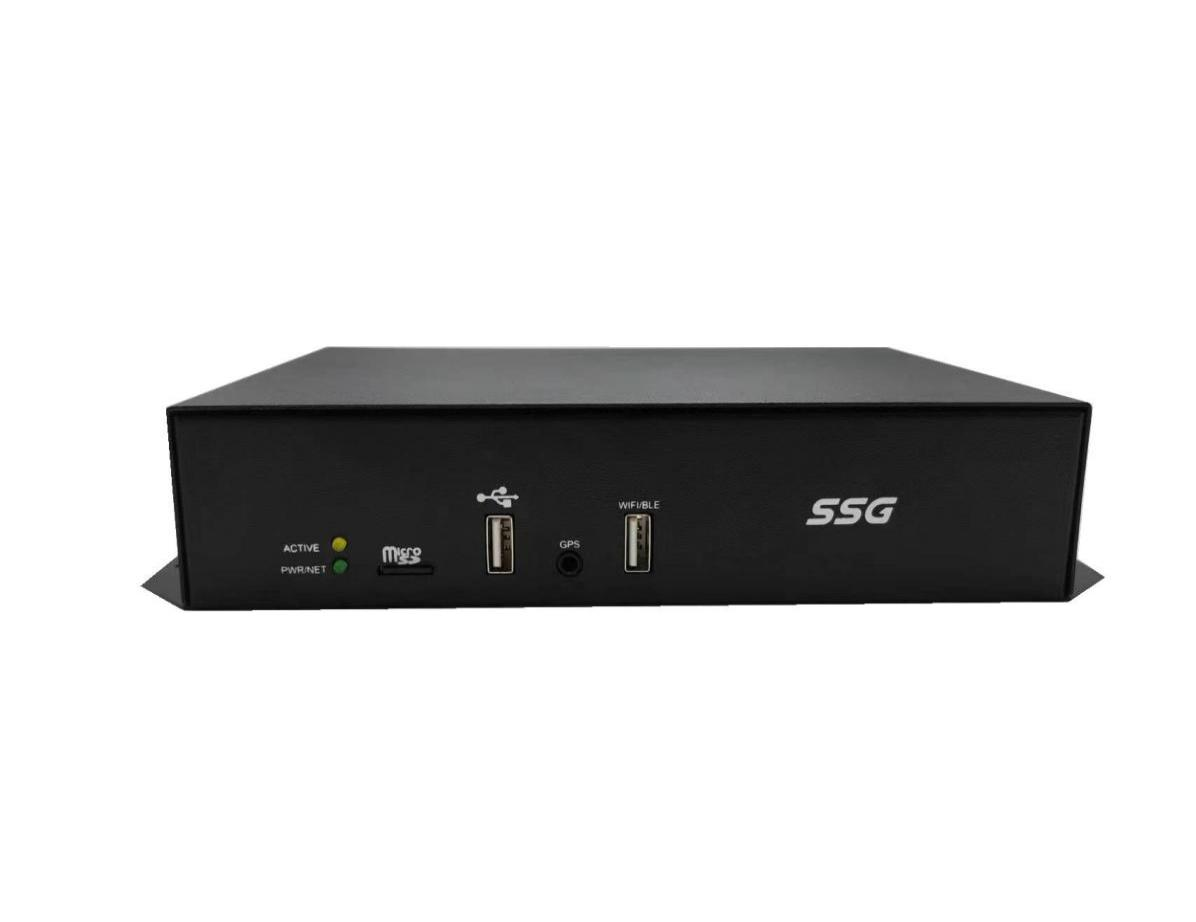 ACTIVE
PWR/NET
Micro
SD
GPS
WIFI/BLE
SSG